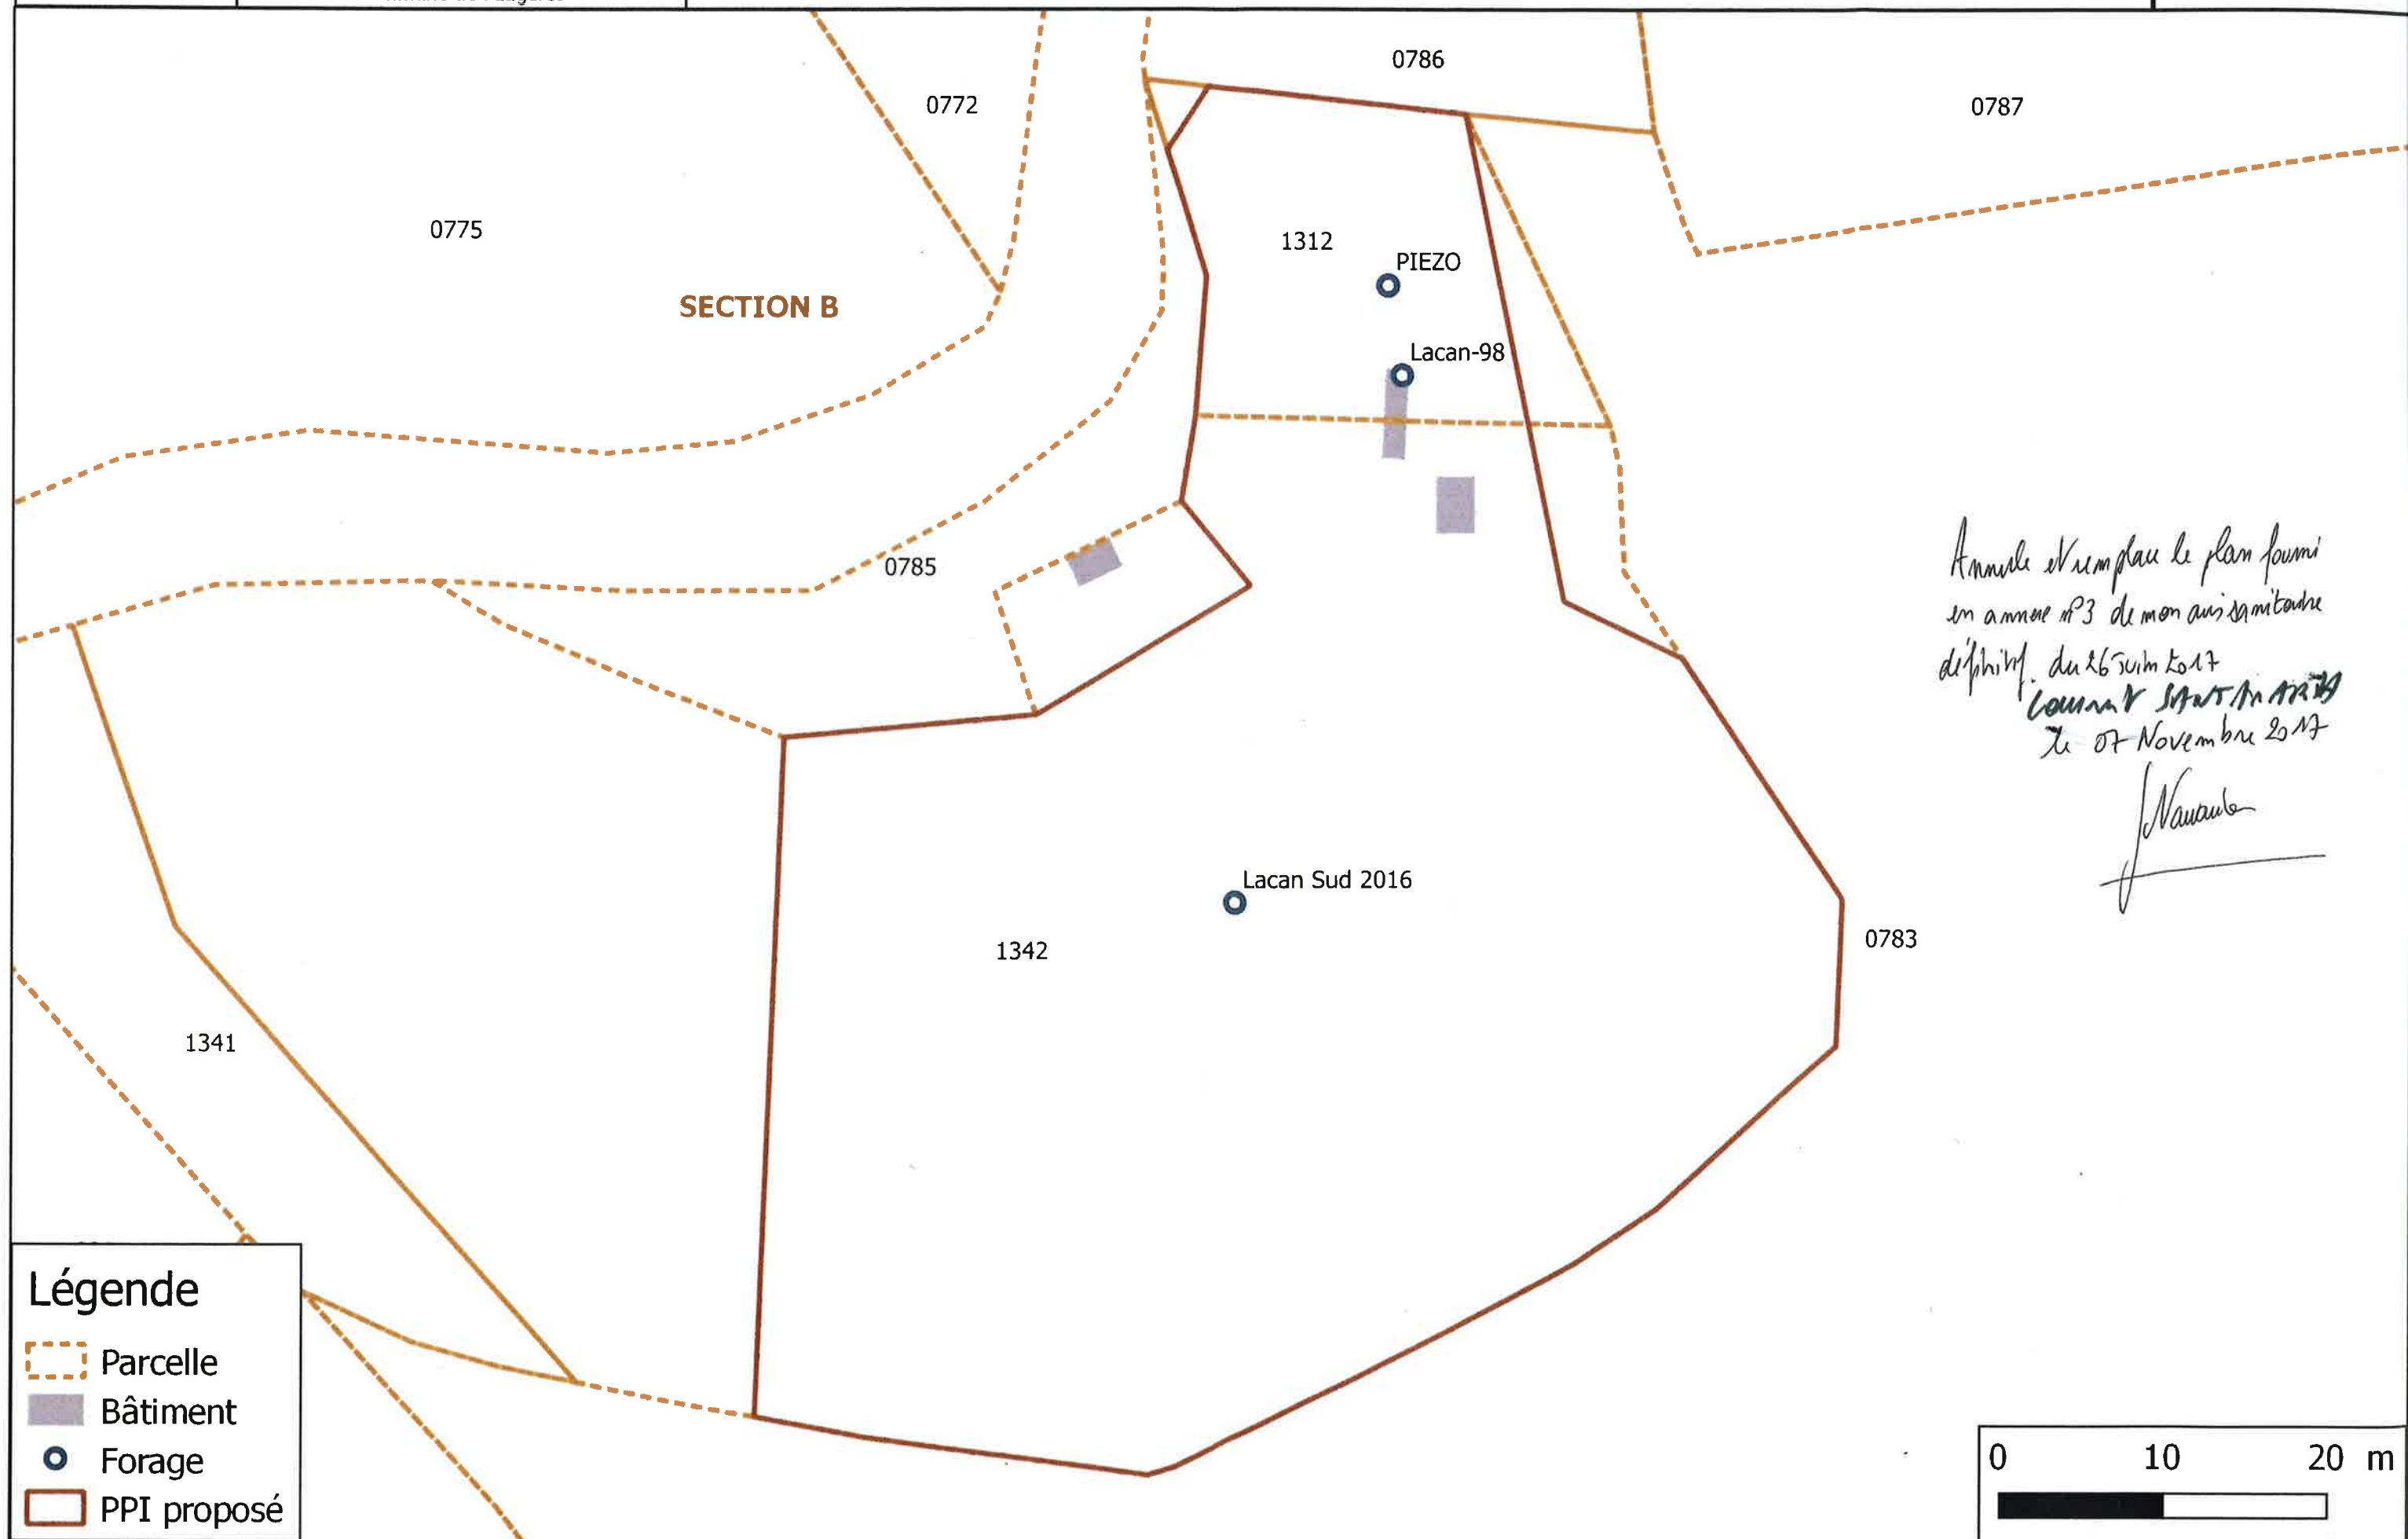 0786
0772
0787
0775
1312
PIEZO
SECTION B
Lacan-98
0785
Annule et remplace le plan fourni
en annexe n°3 de mon avis sanitaire
définitif. du 26 Juin 2017
le 07 Novembre 2017
Lacan Sud 2016
0783
1342
1341
Légende
Parcelle
Bâtiment
Forage
PPI proposé
0 10 20 m